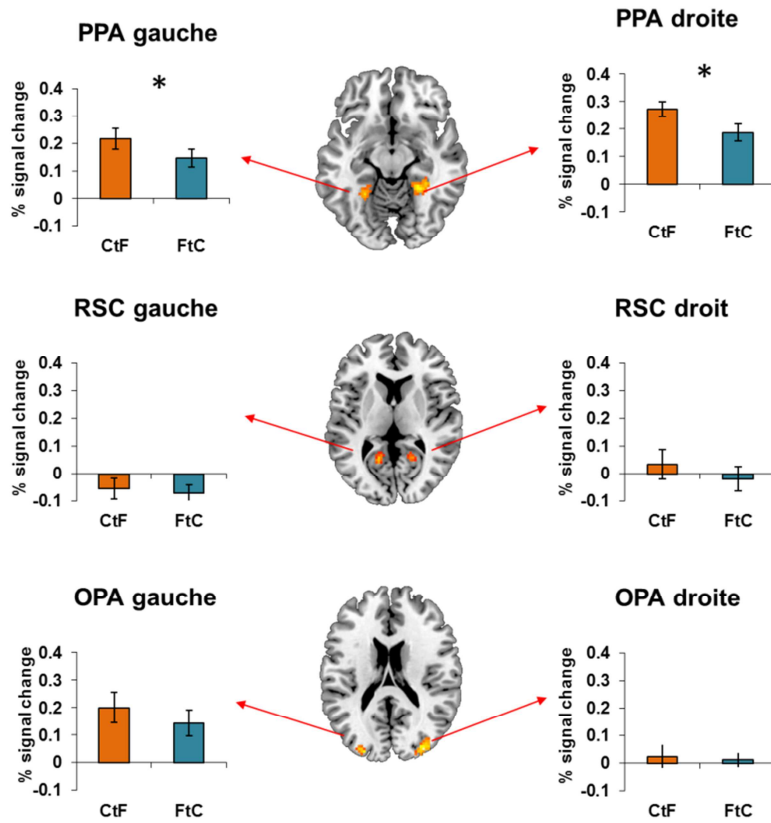 PPA gauche
% signal change
0.4
0.3
0.2
0.1
0
-0.1
*
CtF FtC
PPA droite
% signal change
0.4
0.3
0.2
0.1
0
-0.1
*
CtF FtC
RSC gauche
% signal change
0.4
0.3
0.2
0.1
0
-0.1
CtF FtC
RSC droit
% signal change
0.4
0.3
0.2
0.1
0
-0.1
CtF FtC
OPA gauche
% signal change
0.4
0.3
0.2
0.1
0
-0.1
CtF FtC
OPA droite
% signal change
0.4
0.3
0.2
0.1
0
-0.1
CtF FtC